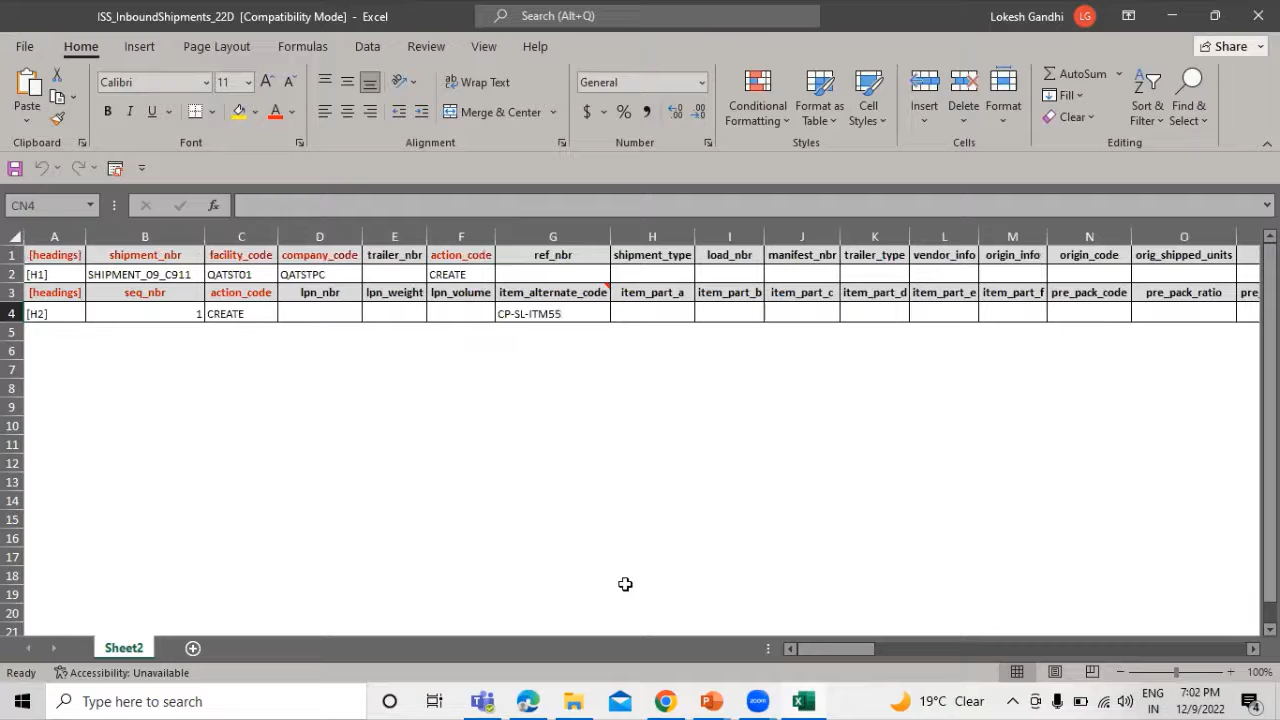 ISS_InboundShipments_22D [Compatibility Mode] - Excel
Search (Alt+Q)
Lokesh Gandhi
LG
File Home Insert Page Layout Formulas Data Review View Help
Share
Paste
Clipboard
Calibri 11
B I U
Font
Wrap Text
Merge & Center
Alignment
General
$ % ,
Number
Conditional Formatting
Format as Table
Cell Styles
Styles
Insert
Delete
Format
Cells
AutoSum
Fill
Clear
Sort & Filter
Find & Select
Editing
CN4
fx
A B C D E F G H I J K L M N O
1 [headings] shipment_nbr facility_code company_code trailer_nbr action_code ref_nbr shipment_type load_nbr manifest_nbr trailer_type vendor_info origin_info origin_code orig_shipped_units
2 [H1] SHIPMENT_09_C911 QATST01 QATSTPC CREATE
3 [headings] seq_nbr action_code lpn_nbr lpn_weight lpn_volume item_alternate_code item_part_a item_part_b item_part_c item_part_d item_part_e item_part_f pre_pack_code pre_pack_ratio pre_
4 [H2] 1 CREATE CP-SL-ITM55
5
6
7
8
9
10
11
12
13
14
15
16
17
18
19
20
21
Sheet2
Ready
Accessibility: Unavailable
100%
Type here to search
19°C Clear
ENG
IN
7:02 PM
12/9/2022
4